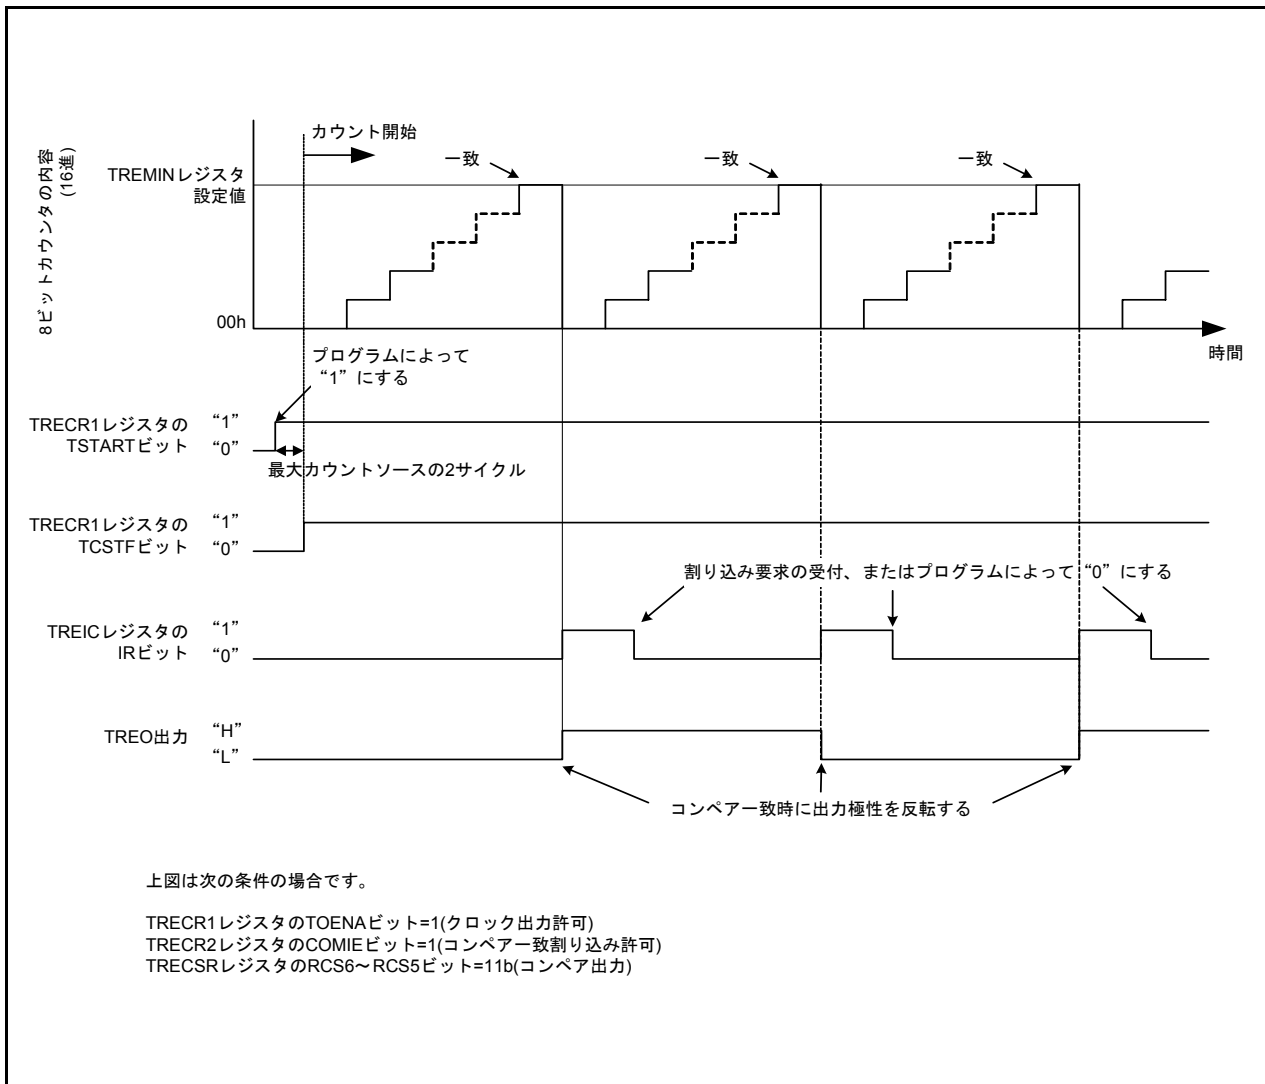 カウント開始
一致
一致
一致
8ビットカウンタの内容
(16進)
TREMINレジスタ
設定値
00h
時間
プログラムによって
“1”にする
TRECR1レジスタの “1”
TSTARTビット “0”
最大カウントソースの2サイクル
TRECR1レジスタの “1”
TCSTFビット “0”
割り込み要求の受付、またはプログラムによって“0”にする
TREICレジスタの “1”
IRビット “0”
TREO出力 “H”
“L”
コンペア一致時に出力極性を反転する
上図は次の条件の場合です。
TRECR1レジスタのTOENAビット=1(クロック出力許可)
TRECR2レジスタのCOMIEビット=1(コンペア一致割り込み許可)
TRECSRレジスタのRCS6～RCS5ビット=11b(コンペア出力)